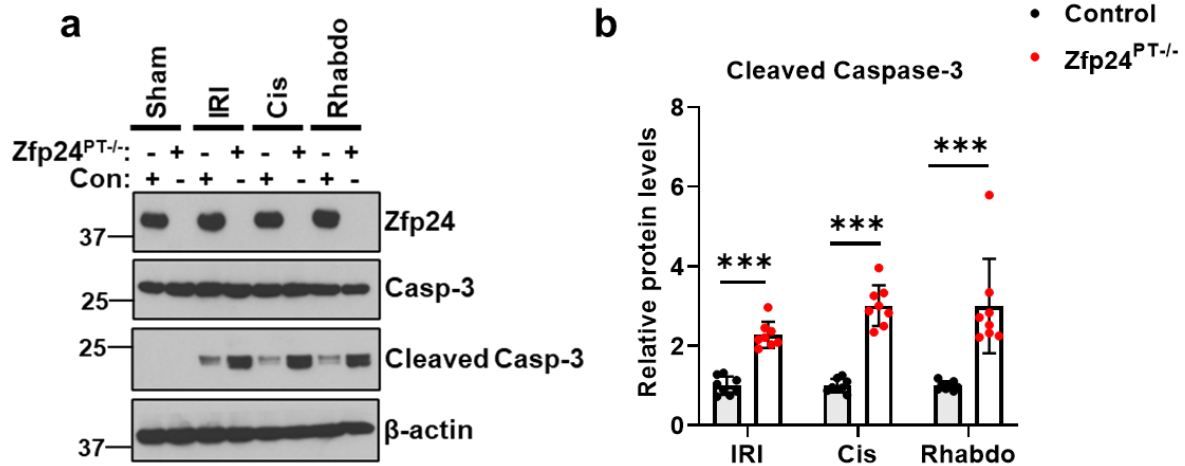 a
Sham IRI Cis Rhabdo
Zfp24PT-/-: - + - + - + - +
Con: + - + - + - + -
37 Zfp24
25 Casp-3
25 Cleaved Casp-3
37 β-actin
b
Control
Zfp24PT-/-
Cleaved Caspase-3
Relative protein levels
8
6
4
2
0
*** *** ***
IRI Cis Rhabdo